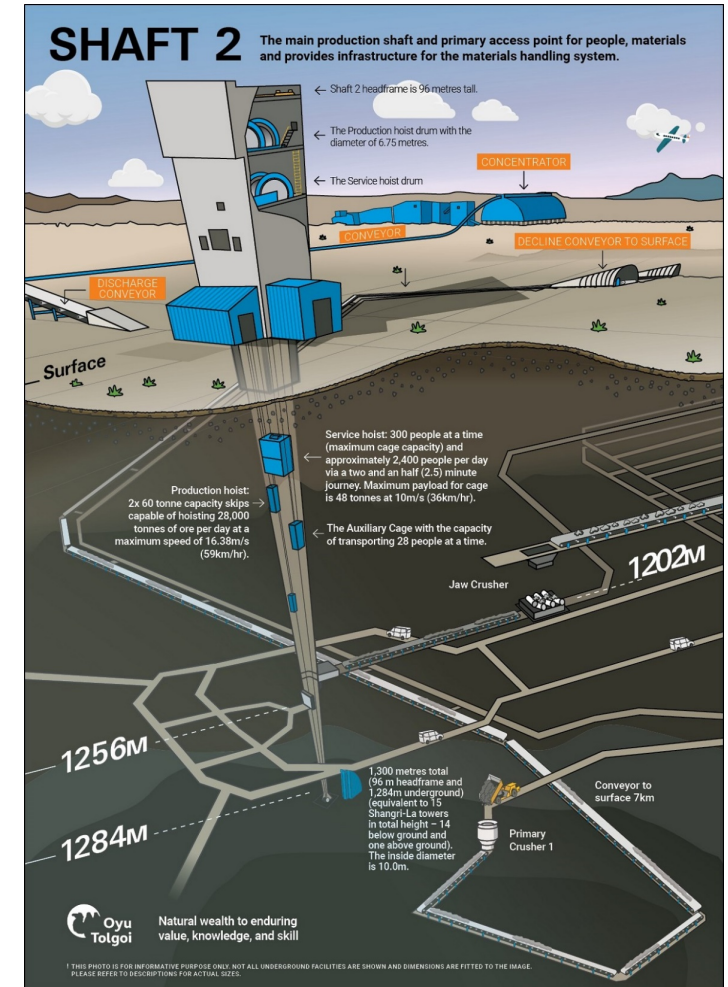 SHAFT 2
The main production shaft and primary access point for people, materials
and provides infrastructure for the materials handling system.
Shaft 2 headframe is 96 metres tall.
The Production hoist drum with the
diameter of 6.75 metres.
The Service hoist drum
CONCENTRATOR
CONVEYOR
DECLINE CONVEYOR TO SURFACE
DISCHARGE
CONVEYOR
Surface
Service hoist: 300 people at a time
(maximum cage capacity) and
approximately 2,400 people per day
via a two and an half (2.5) minute
journey. Maximum payload for cage
is 48 tonnes at 10m/s (36km/hr).
Production hoist:
2x 60 tonne capacity skips
capable of hoisting 28,000
tonnes of ore per day at a
maximum speed of 16.38m/s
(59km/hr).
The Auxiliary Cage with the capacity
of transporting 28 people at a time.
Jaw Crusher
1202M
1256M
1284M
1,300 metres total
(96 m headframe and
1,284m underground)
(equivalent to 15
Shangri-La towers
in total height – 14
below ground and
one above ground).
The inside diameter
is 10.0m.
Conveyor to
surface 7km
Primary
Crusher 1
Oyu
Tolgoi
Natural wealth to enduring
value, knowledge, and skill
! THIS PHOTO IS FOR INFORMATIVE PURPOSE ONLY. NOT ALL UNDERGROUND FACILITIES ARE SHOWN AND DIMENSIONS ARE FITTED TO THE IMAGE.
PLEASE REFER TO DESCRIPTIONS FOR ACTUAL SIZES.